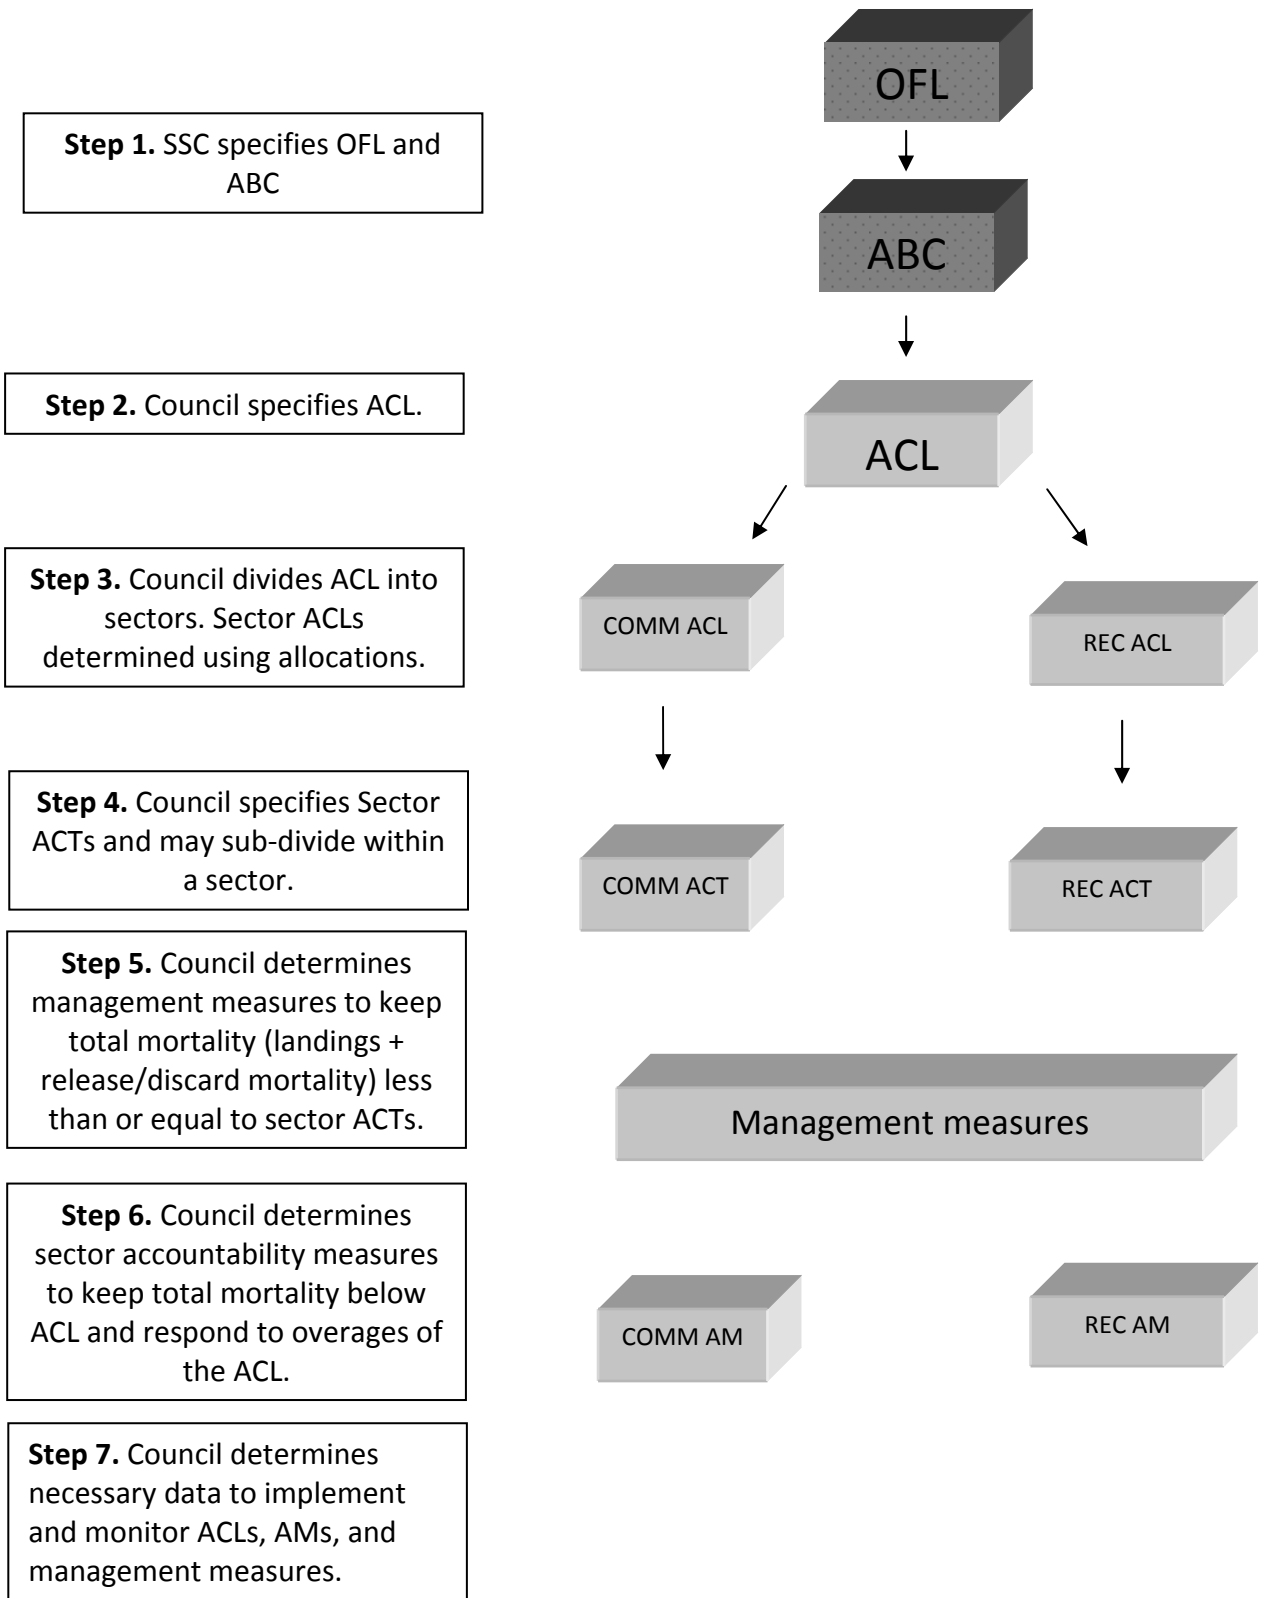 OFL
Step 1. SSC specifies OFL and
ABC
ABC
Step 2. Council specifies ACL.
ACL
Step 3. Council divides ACL into
sectors. Sector ACLs
determined using allocations.
COMM ACL
REC ACL
Step 4. Council specifies Sector
ACTs and may sub-divide within
a sector.
COMM ACT
REC ACT
Step 5. Council determines
management measures to keep
total mortality (landings +
release/discard mortality) less
than or equal to sector ACTs.
Management measures
Step 6. Council determines
sector accountability measures
to keep total mortality below
ACL and respond to overages of
the ACL.
COMM AM
REC AM
Step 7. Council determines
necessary data to implement
and monitor ACLs, AMs, and
management measures.